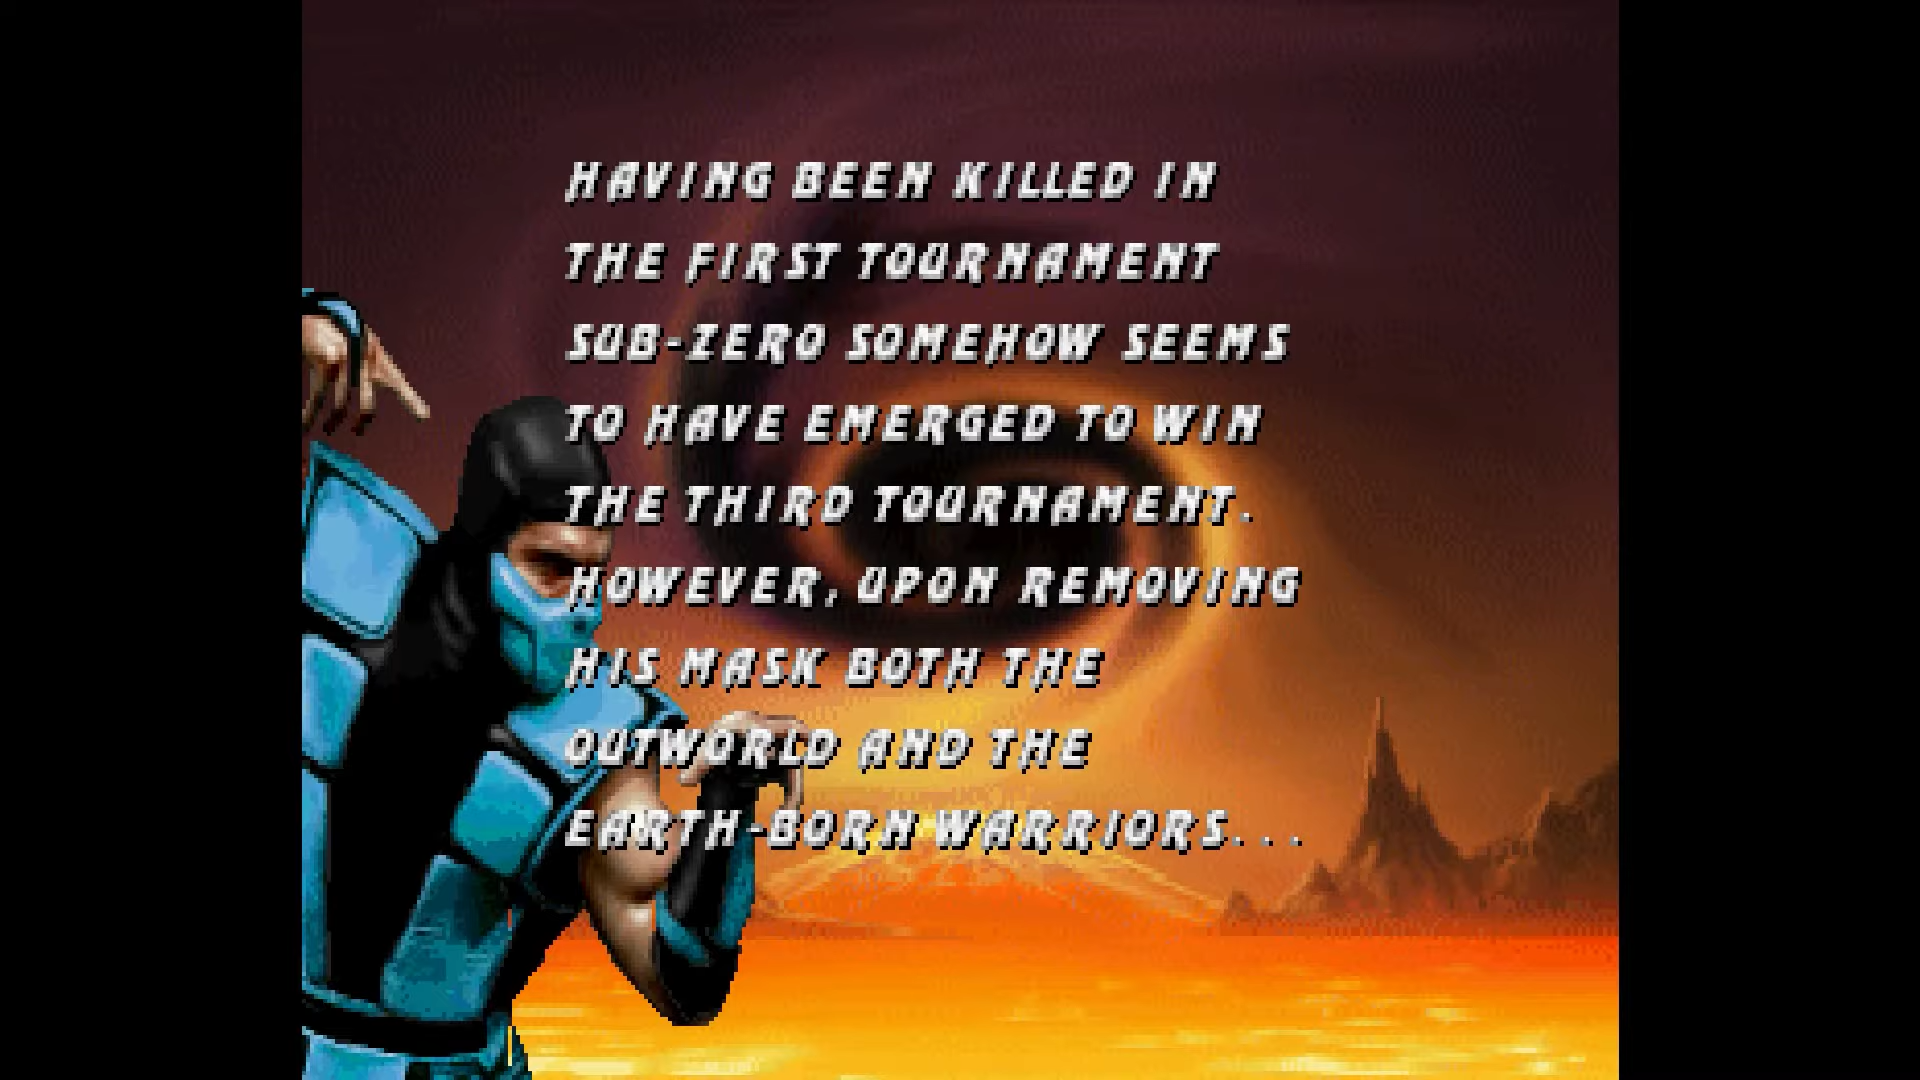 HAVING BEEN KILLED IN
THE FIRST TOURNAMENT
SUB-ZERO SOMEHOW SEEMS
TO HAVE EMERGED TO WIN
THE THIRD TOURNAMENT.
HOWEVER, UPON REMOVING
HIS MASK BOTH THE
OUTWORLD AND THE
EARTH-BORN WARRIORS...